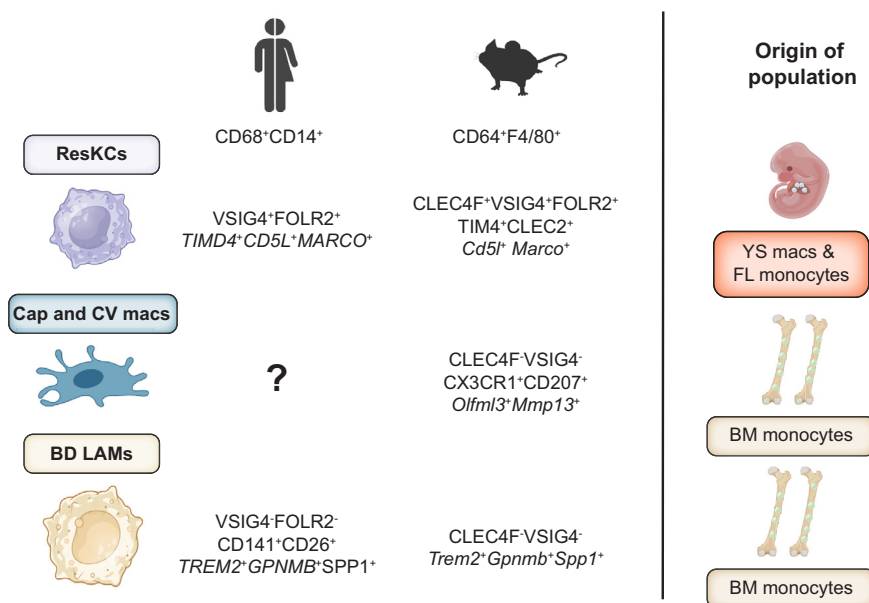 Origin of
population
CD68⁺CD14⁺
CD64⁺F4/80⁺
ResKCs
VSIG4⁺FOLR2⁺
TIMD4⁺CD5L⁺MARCO⁺
CLEC4F⁺VSIG4⁺FOLR2⁺
TIM4⁺CLEC2⁺
Cd5l⁺ Marco⁺
YS macs &
FL monocytes
Cap and CV macs
?
CLEC4F⁻VSIG4⁻
CX3CR1⁺CD207⁺
Olfml3⁺Mmp13⁺
BM monocytes
BD LAMs
VSIG4⁻FOLR2⁻
CD141⁺CD26⁺
TREM2⁺GPNMB⁺SPP1⁺
CLEC4F⁻VSIG4⁻
Trem2⁺Gpnmb⁺Spp1⁺
BM monocytes